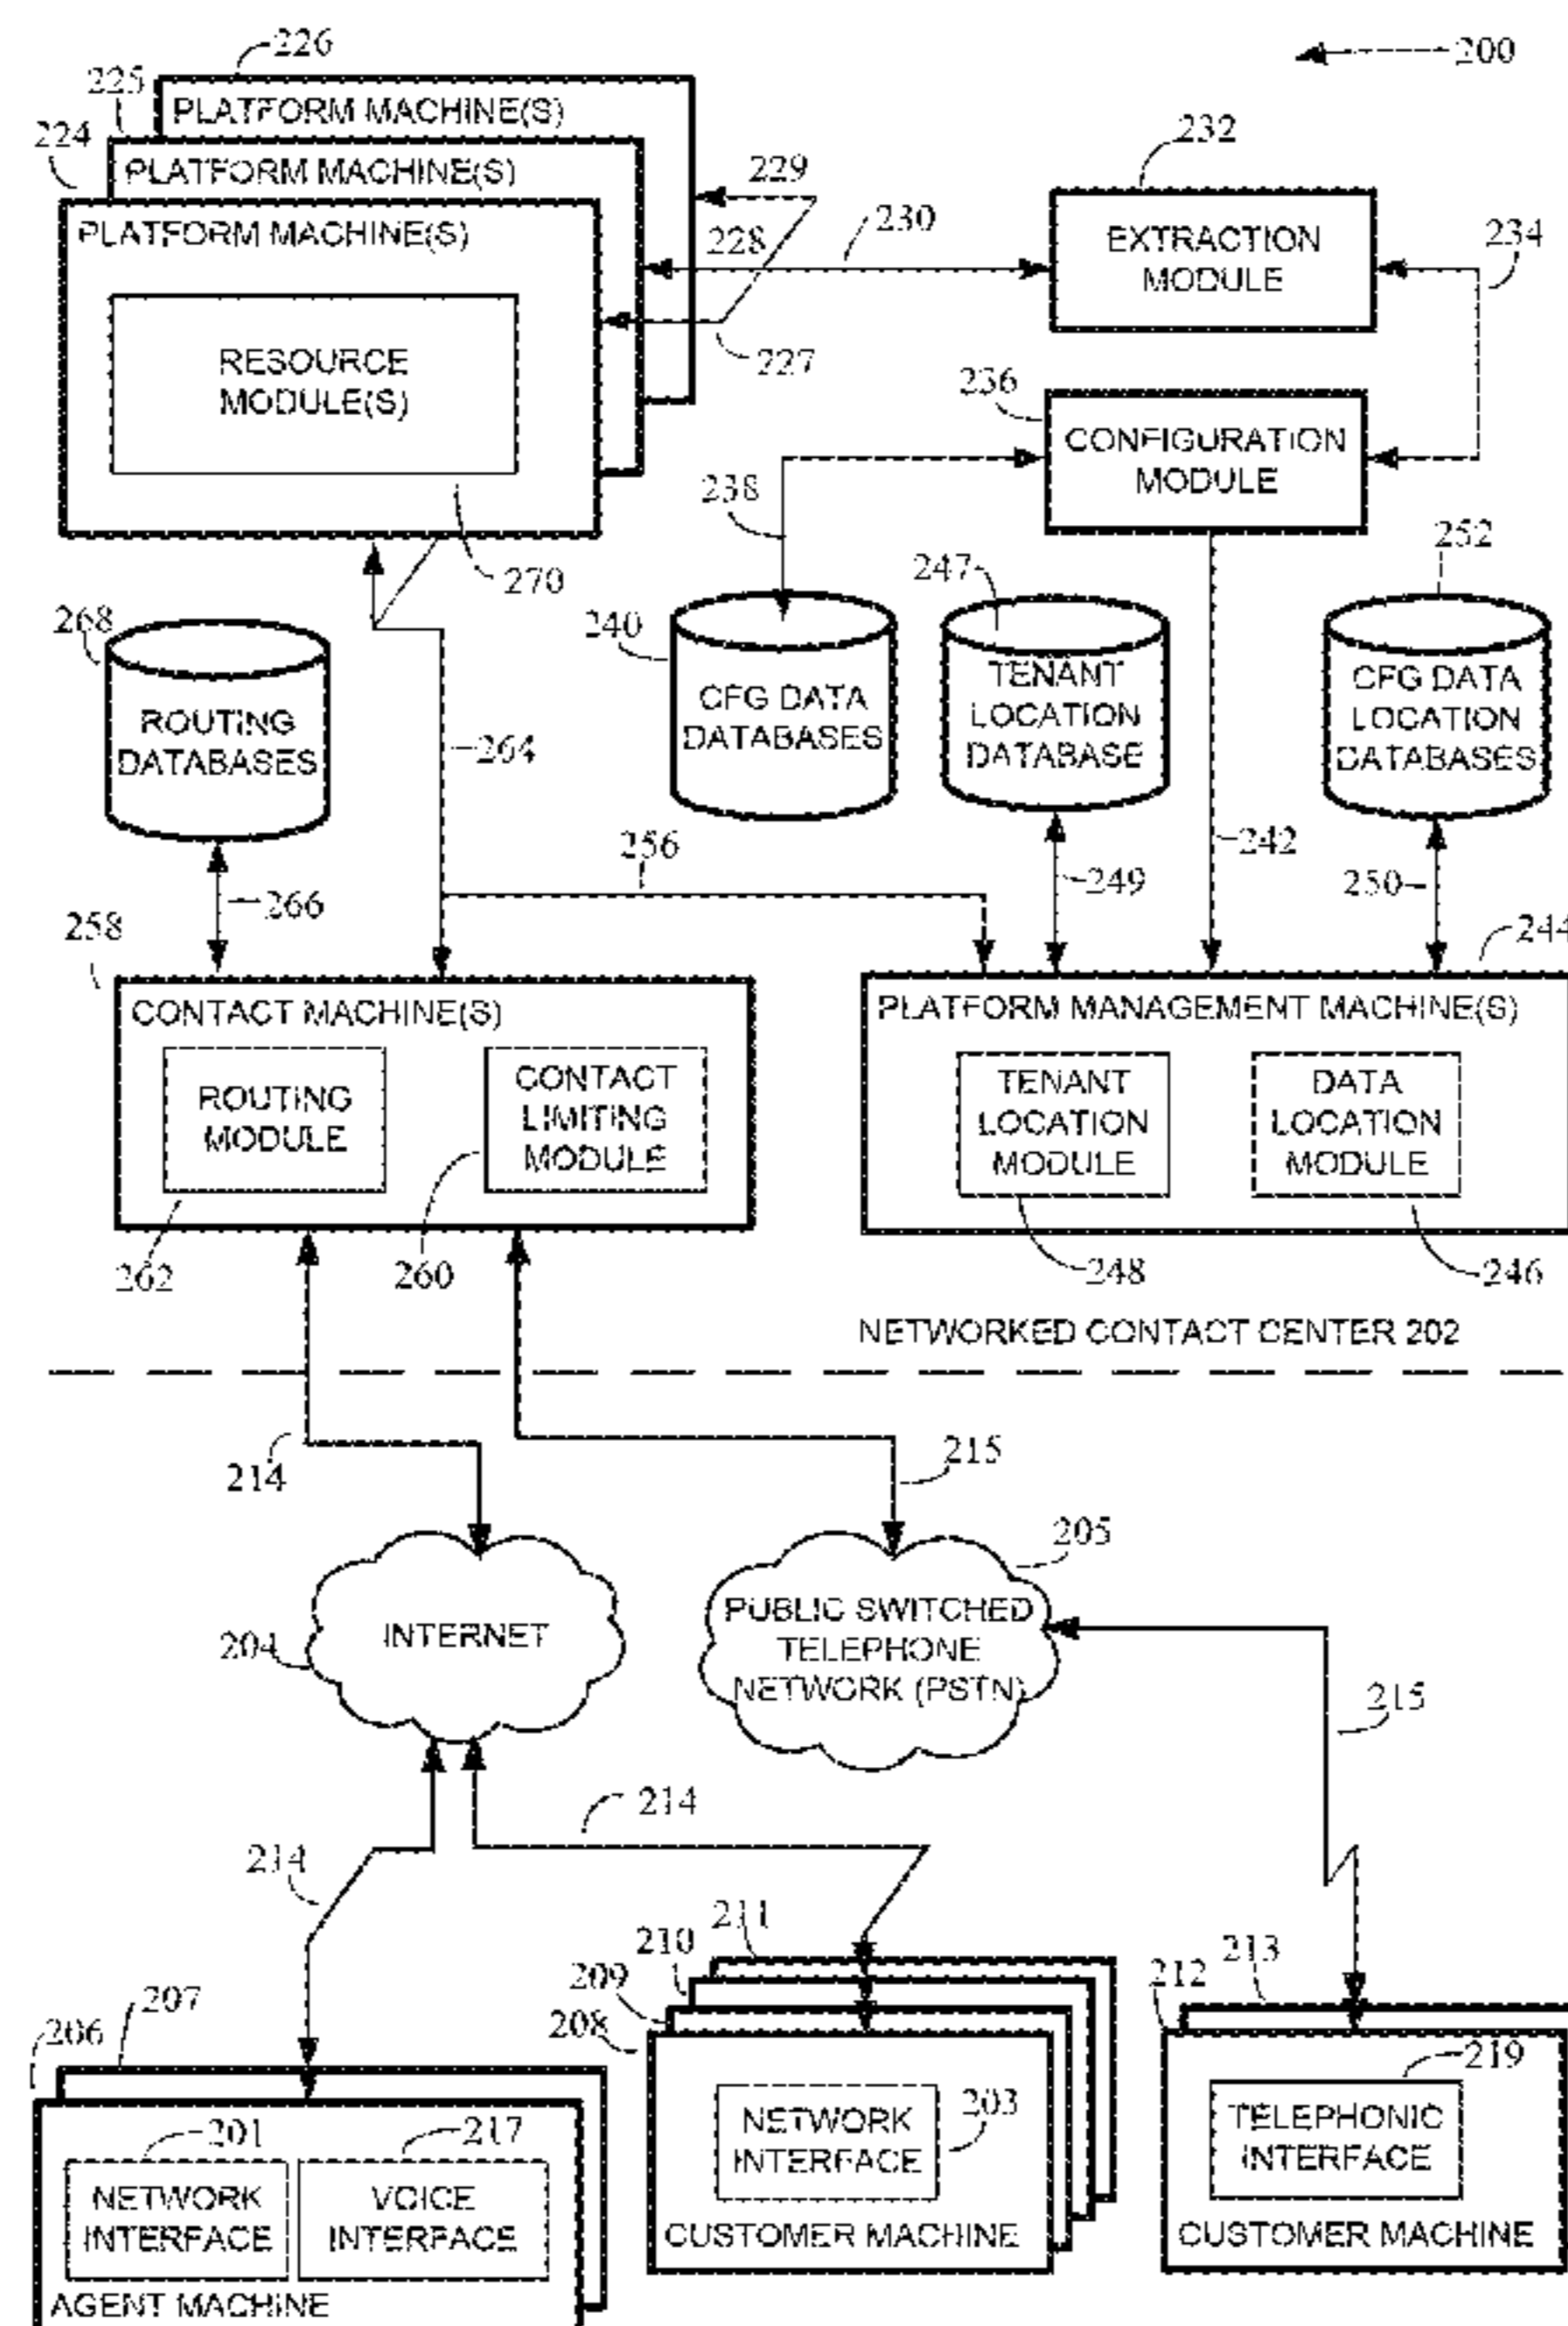 226
200
225
PLATFORM MACHINE(S)
224
232
PLATFORM MACHINE(S)
229
PLATFORM MACHINE(S)
228
230
EXTRACTION
MODULE
234
RESOURCE
MODULE(S)
227
236
CONFIGURATION
MODULE
238
252
270
247
268
240
TENANT
LOCATION
DATABASE
CFG DATA
LOCATION
DATABASES
CFG DATA
DATABASES
ROUTING
DATABASES
264
256
242
249
250
266
258
244
CONTACT MACHINE(S)
PLATFORM MANAGEMENT MACHINE(S)
ROUTING
MODULE
CONTACT
LIMITING
MODULE
TENANT
LOCATION
MODULE
DATA
LOCATION
MODULE
262
260
248
246
NETWORKED CONTACT CENTER 202
214
215
205
INTERNET
204
PUBLIC SWITCHED
TELEPHONE
NETWORK (PSTN)
215
214
214
211
210
213
209
212
207
208
206
219
201
217
NETWORK
INTERFACE
203
TELEPHONIC
INTERFACE
NETWORK
INTERFACE
VOICE
INTERFACE
CUSTOMER MACHINE
CUSTOMER MACHINE
AGENT MACHINE